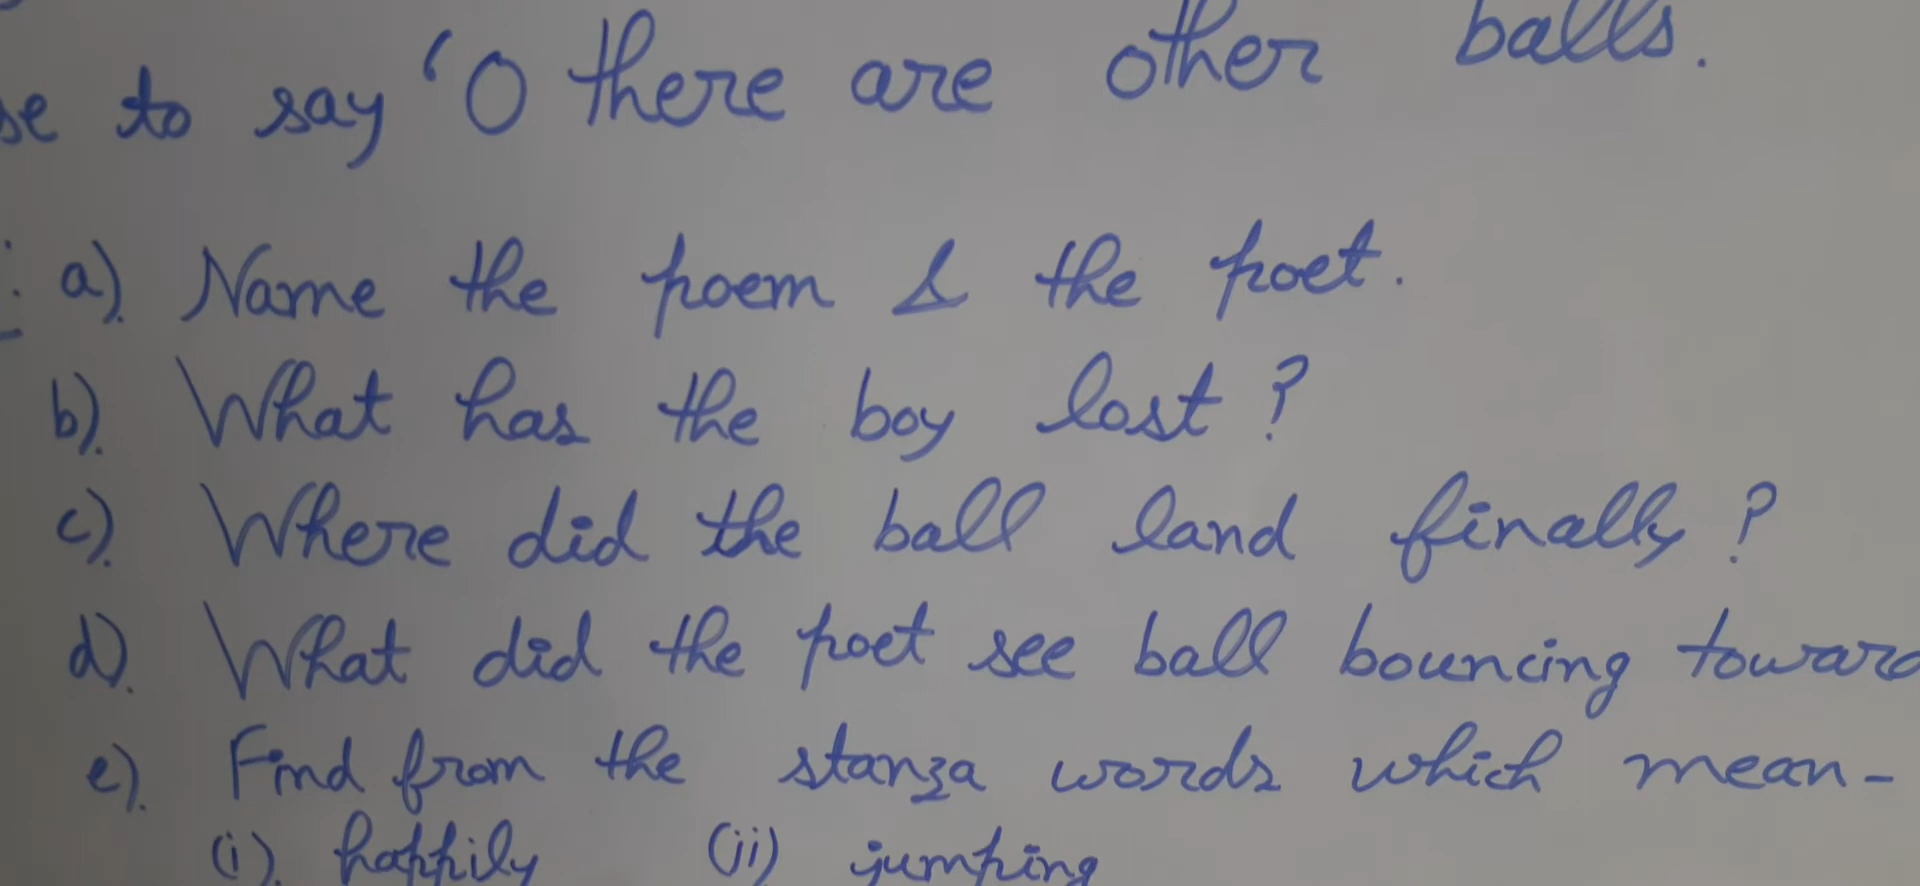 to say 'O there are other balls.
a). Name the poem & the poet.
b). What has the boy lost?
c). Where did the ball land finally?
d). What did the poet see ball bouncing
e). Find from the stanza words which mean-
(i). happily (ii) jumping